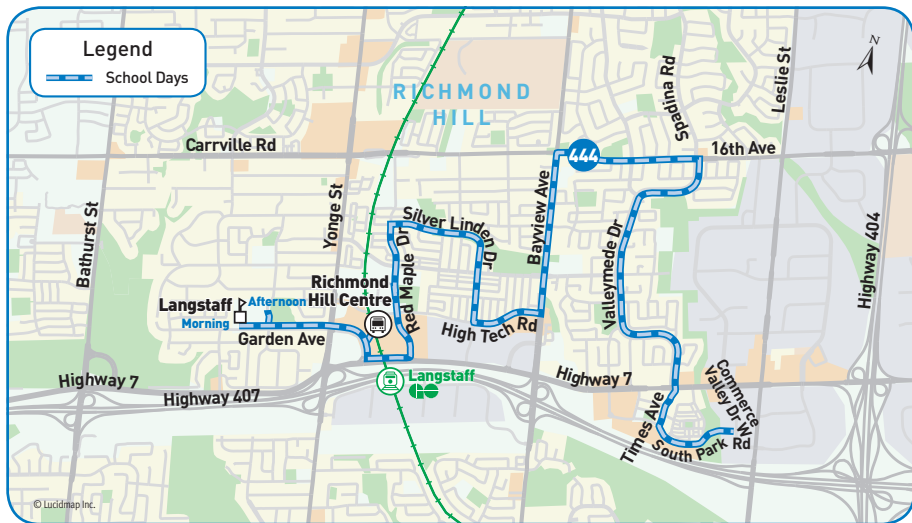 Legend
School Days
N
RICHMOND
HILL
Spadina Rd
Leslie St
Carrville Rd
444
16th Ave
Bathurst St
Yonge St
Silver Linden Dr
Bayview Ave
Red Maple Dr
Valleymede Dr
Highway 404
Richmond
Hill Centre
Langstaff
Afternoon
Morning
Garden Ave
High Tech Rd
Langstaff
GO
Highway 7
Highway 7
Highway 407
Commerce
Valley Dr W
Times Ave
South Park Rd
© Lucidmap Inc.